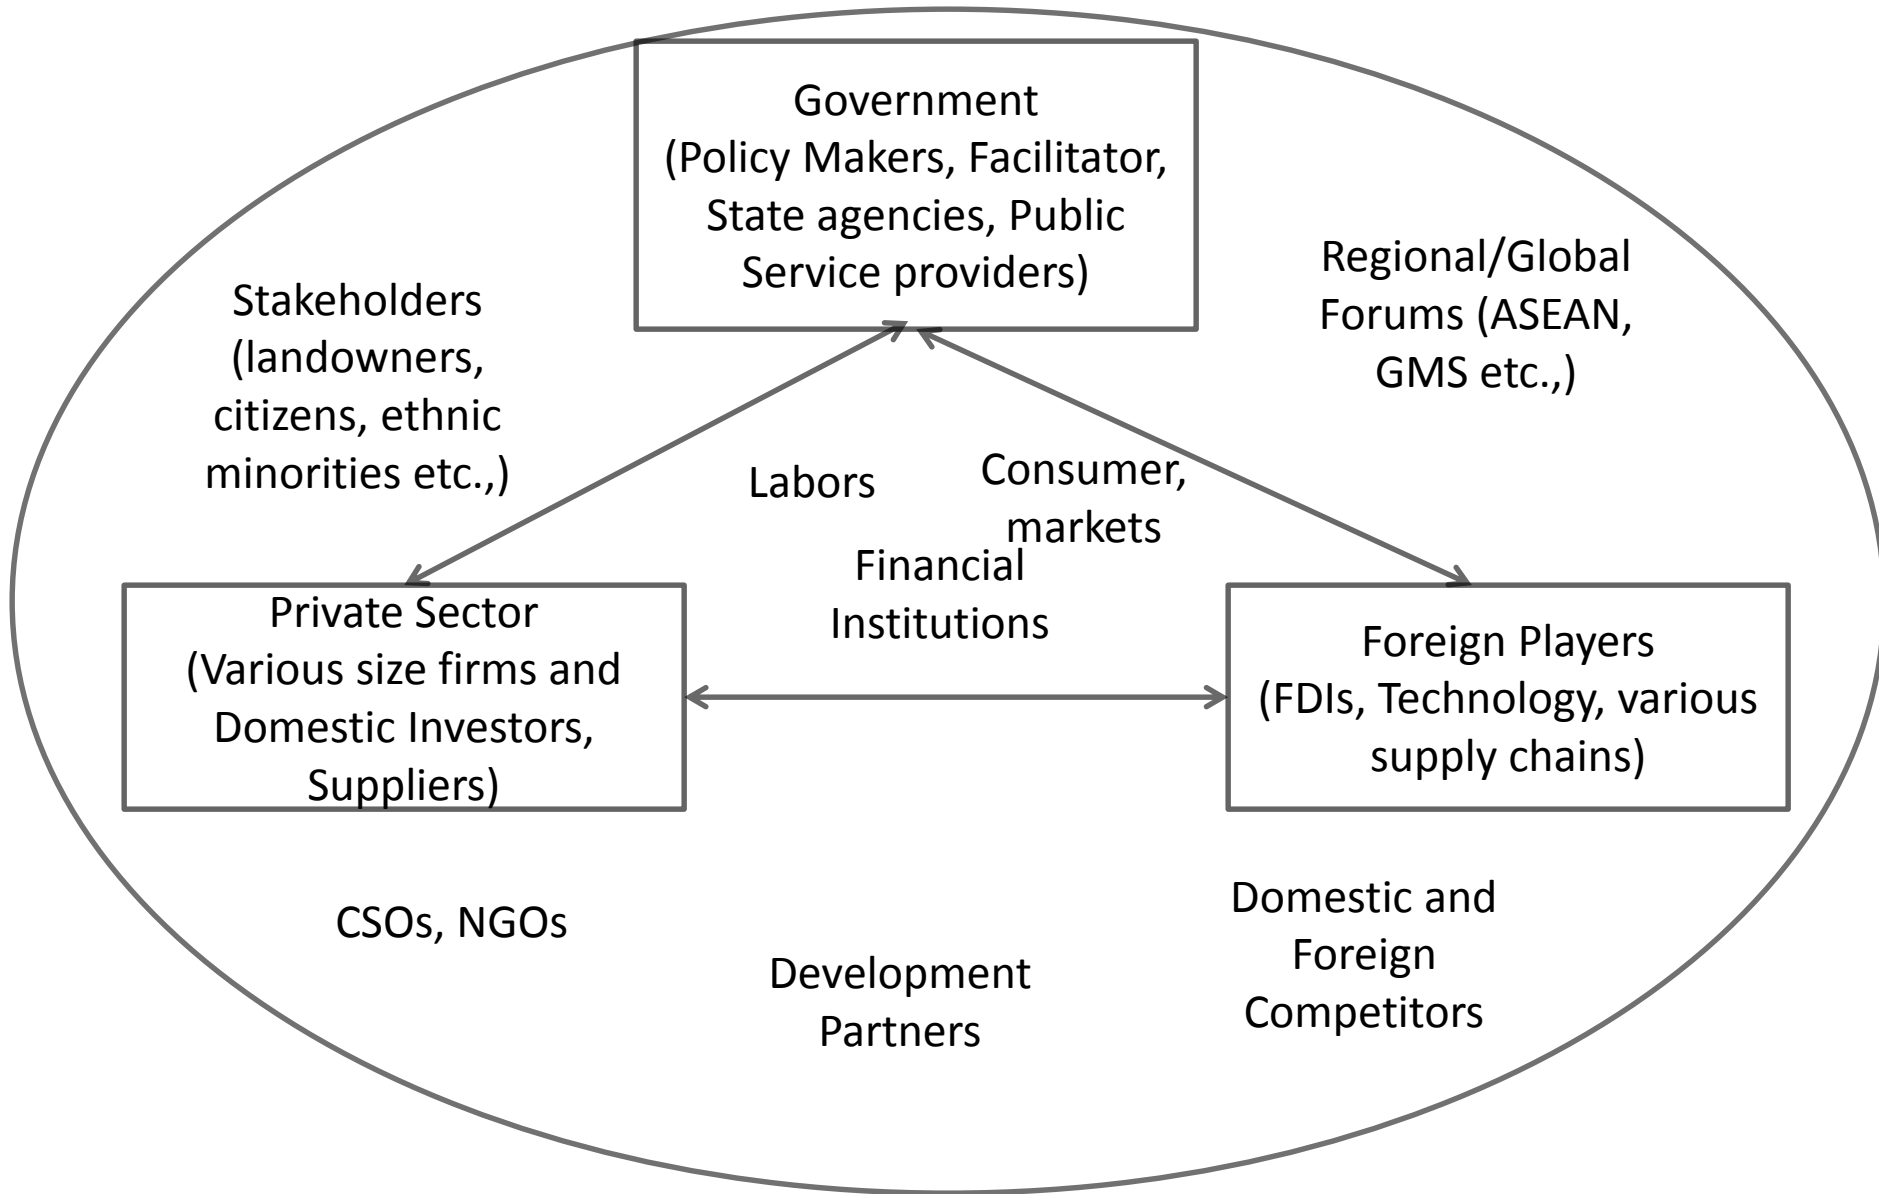 Government
(Policy Makers, Facilitator,
State agencies, Public
Service providers)
Stakeholders
(landowners,
citizens, ethnic
minorities etc.,)
Regional/Global
Forums (ASEAN,
GMS etc.,)
Labors
Consumer,
markets
Financial
Institutions
Private Sector
(Various size firms and
Domestic Investors,
Suppliers)
Foreign Players
(FDIs, Technology, various
supply chains)
CSOs, NGOs
Development
Partners
Domestic and
Foreign
Competitors